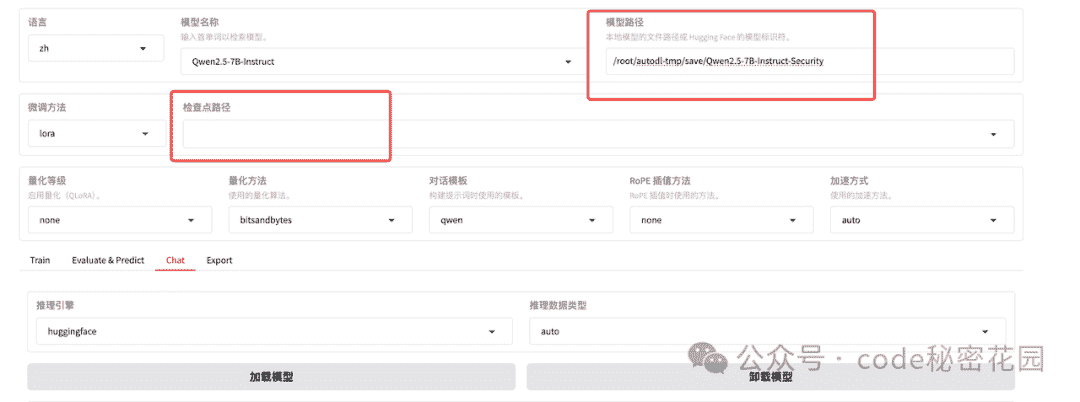 语言
模型名称
模型路径
输入首单词以检索模型。
本地模型的文件路径或 Hugging Face 的模型标识符。
zh
Qwen2.5-7B-Instruct
/root/autodl-tmp/save/Qwen2.5-7B-Instruct-Security
微调方法
检查点路径
lora
量化等级
量化方法
对话模板
RoPE 插值方法
加速方式
应用量化（QLoRA）。
使用的量化算法。
构建提示词时使用的模板。
RoPE 插值时使用的方法。
使用的加速方法。
none
bitsandbytes
qwen
none
auto
Train
Evaluate & Predict
Chat
Export
推理引擎
推理数据类型
huggingface
auto
加载模型
卸载模型
公众号 · code秘密花园